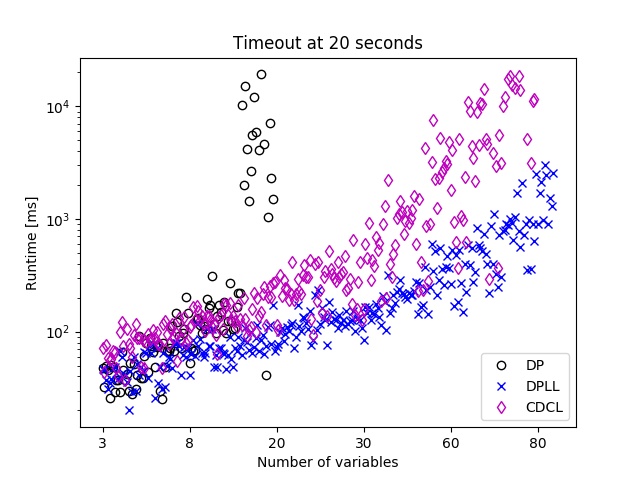 Timeout at 20 seconds
Runtime [ms]
10^4
10^3
10^2
3 8 20 30 60 80
Number of variables
DP
DPLL
CDCL